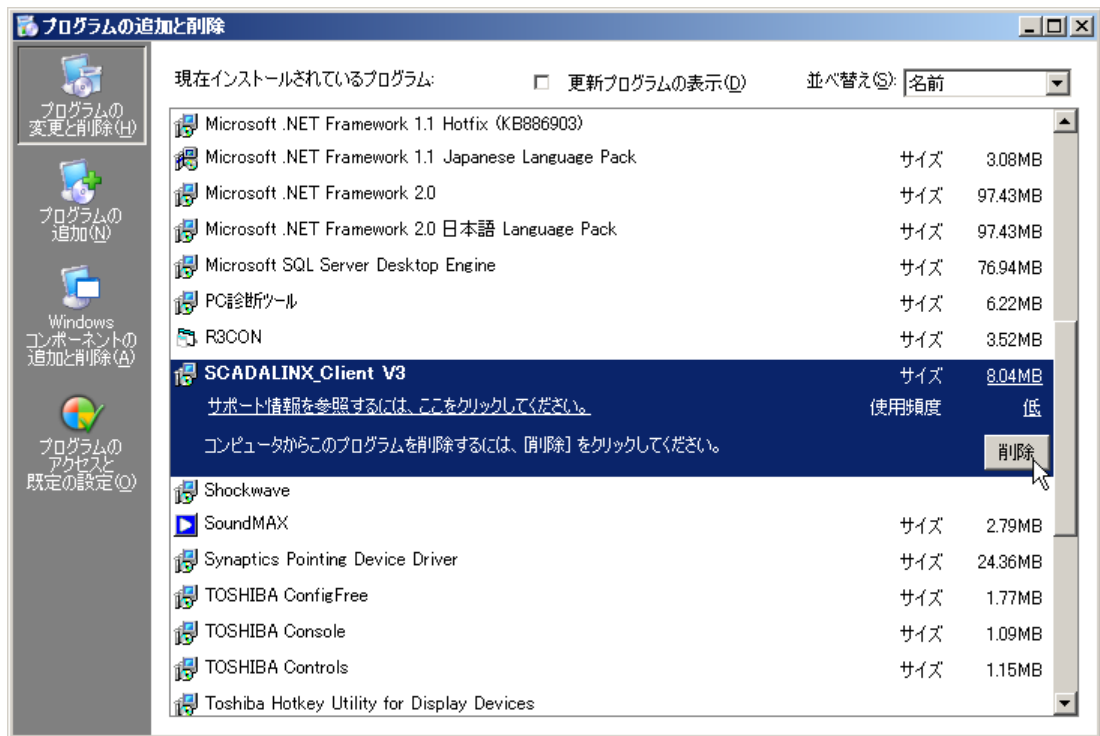 プログラムの追加と削除
プログラムの
変更と削除(H)
プログラムの
追加(N)
Windows
コンポーネントの
追加と削除(A)
プログラムの
アクセスと
既定の設定(O)
現在インストールされているプログラム: 更新プログラムの表示(D) 並べ替え(S): 名前
Microsoft .NET Framework 1.1 Hotfix (KB886903)
Microsoft .NET Framework 1.1 Japanese Language Pack サイズ 3.08MB
Microsoft .NET Framework 2.0 サイズ 97.43MB
Microsoft .NET Framework 2.0 日本語 Language Pack サイズ 97.43MB
Microsoft SQL Server Desktop Engine サイズ 76.94MB
PC診断ツール サイズ 6.22MB
R3CON サイズ 3.52MB
SCADALINX_Client V3 サイズ 8.04MB
サポート情報を参照するには、ここをクリックしてください。 使用頻度 低
コンピュータからこのプログラムを削除するには、[削除] をクリックしてください。 削除
Shockwave
SoundMAX サイズ 2.79MB
Synaptics Pointing Device Driver サイズ 24.36MB
TOSHIBA ConfigFree サイズ 1.77MB
TOSHIBA Console サイズ 1.09MB
TOSHIBA Controls サイズ 1.15MB
Toshiba Hotkey Utility for Display Devices